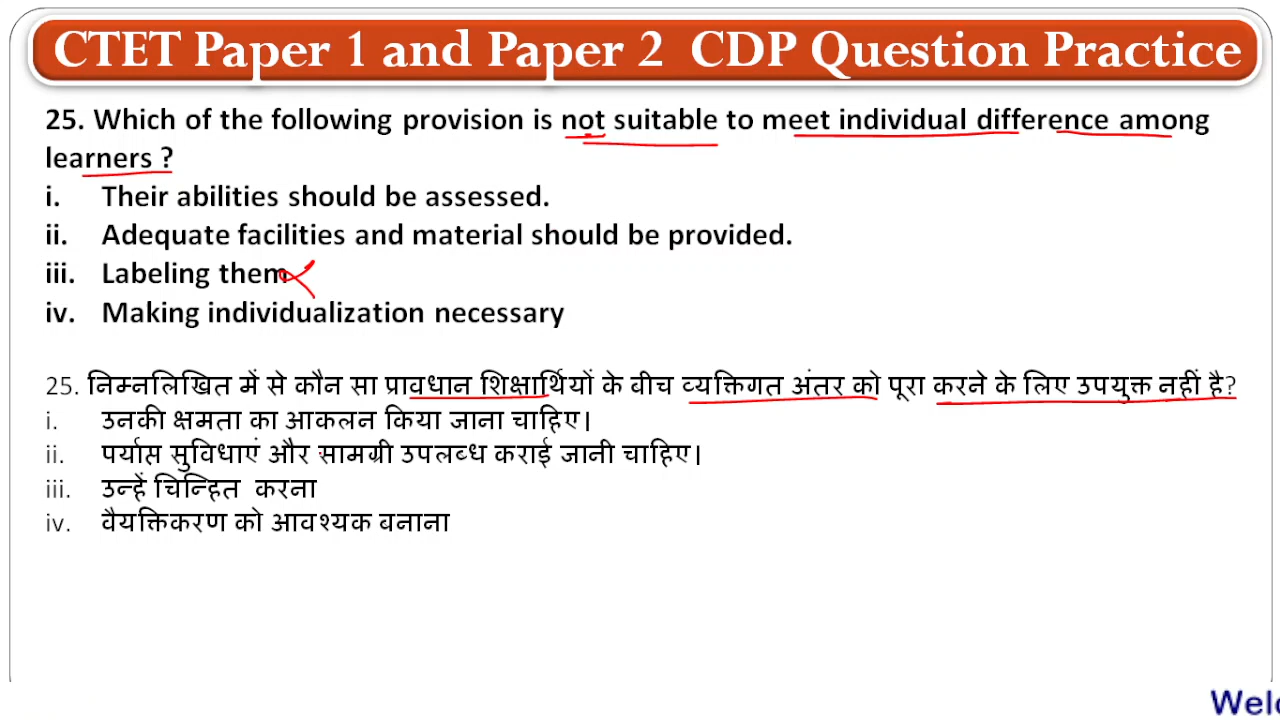 CTET Paper 1 and Paper 2 CDP Question Practice
25. Which of the following provision is not suitable to meet individual difference among
learners ?
i. Their abilities should be assessed.
ii. Adequate facilities and material should be provided.
iii. Labeling them
iv. Making individualization necessary
25. निम्नलिखित में से कौन सा प्रावधान शिक्षार्थियों के बीच व्यक्तिगत अंतर को पूरा करने के लिए उपयुक्त नहीं है?
i. उनकी क्षमता का आकलन किया जाना चाहिए।
ii. पर्याप्त सुविधाएं और सामग्री उपलब्ध कराई जानी चाहिए।
iii. उन्हें चिन्हित करना
iv. वैयक्तिकरण को आवश्यक बनाना